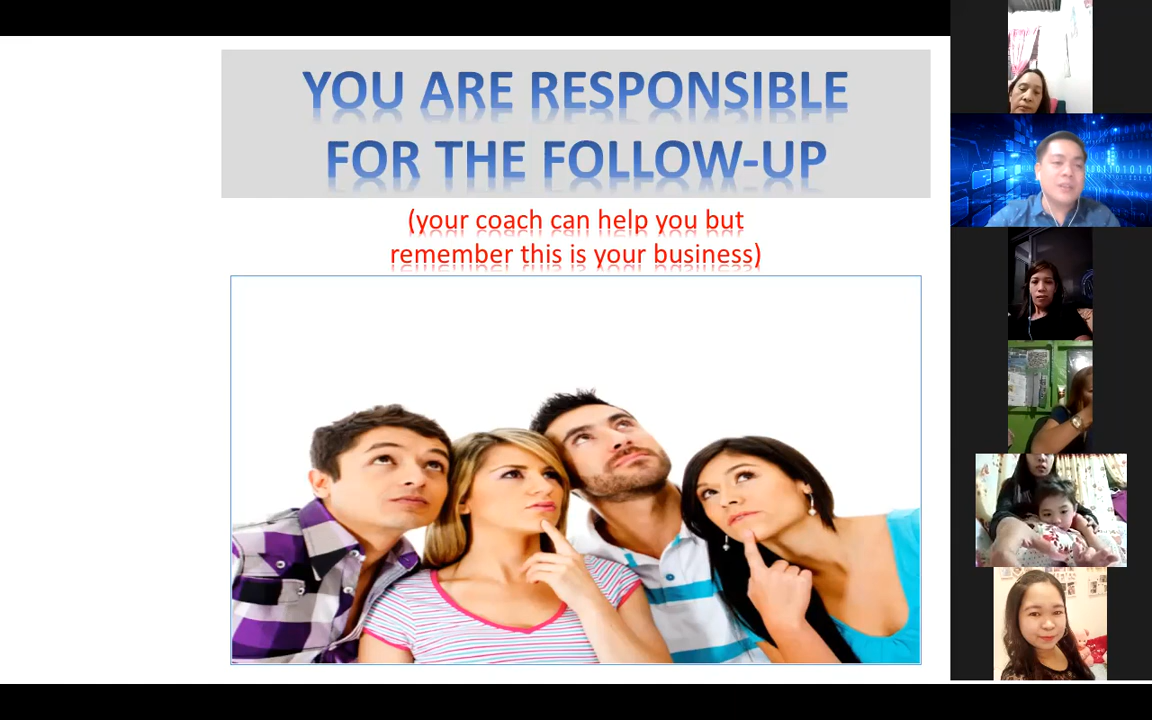 YOU ARE RESPONSIBLE
FOR THE FOLLOW-UP
(your coach can help you but
remember this is your business)